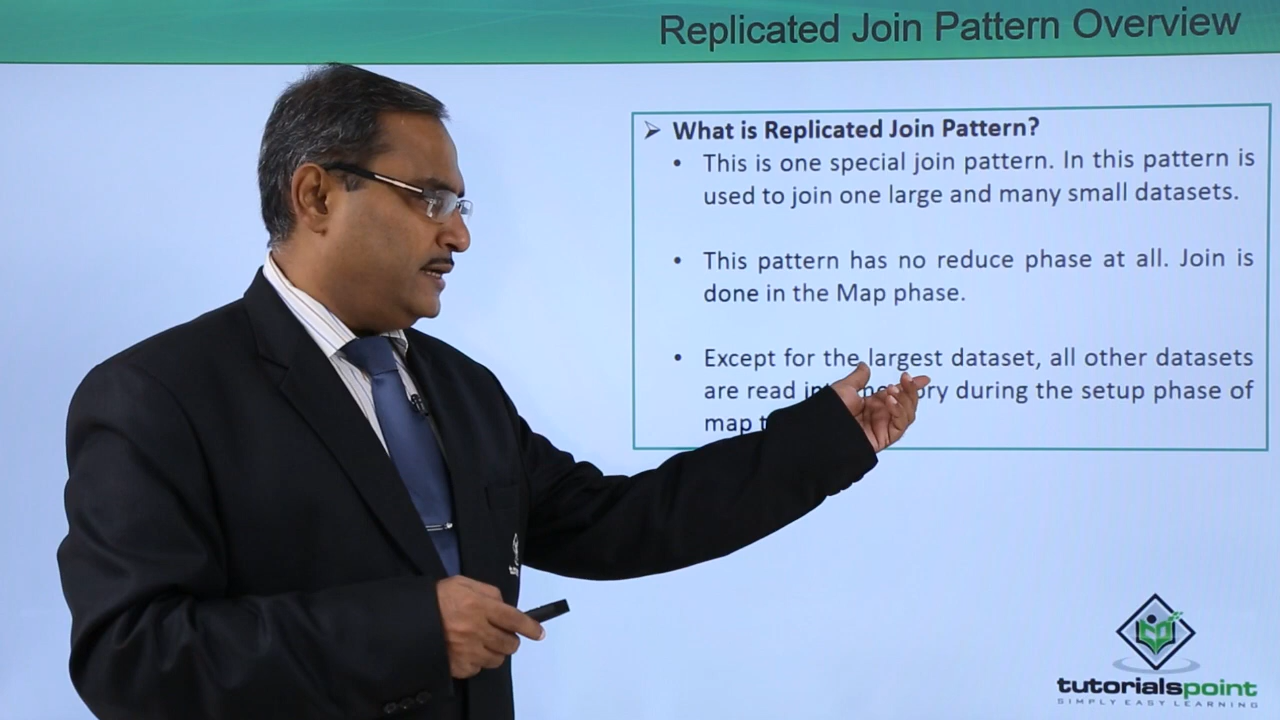 Replicated Join Pattern Overview
➢ What is Replicated Join Pattern?
• This is one special join pattern. In this pattern is
used to join one large and many small datasets.
• This pattern has no reduce phase at all. Join is
done in the Map phase.
• Except for the largest dataset, all other datasets
are read during the setup phase of
map
tutorialspoint
SIMPLY EASY LEARNING